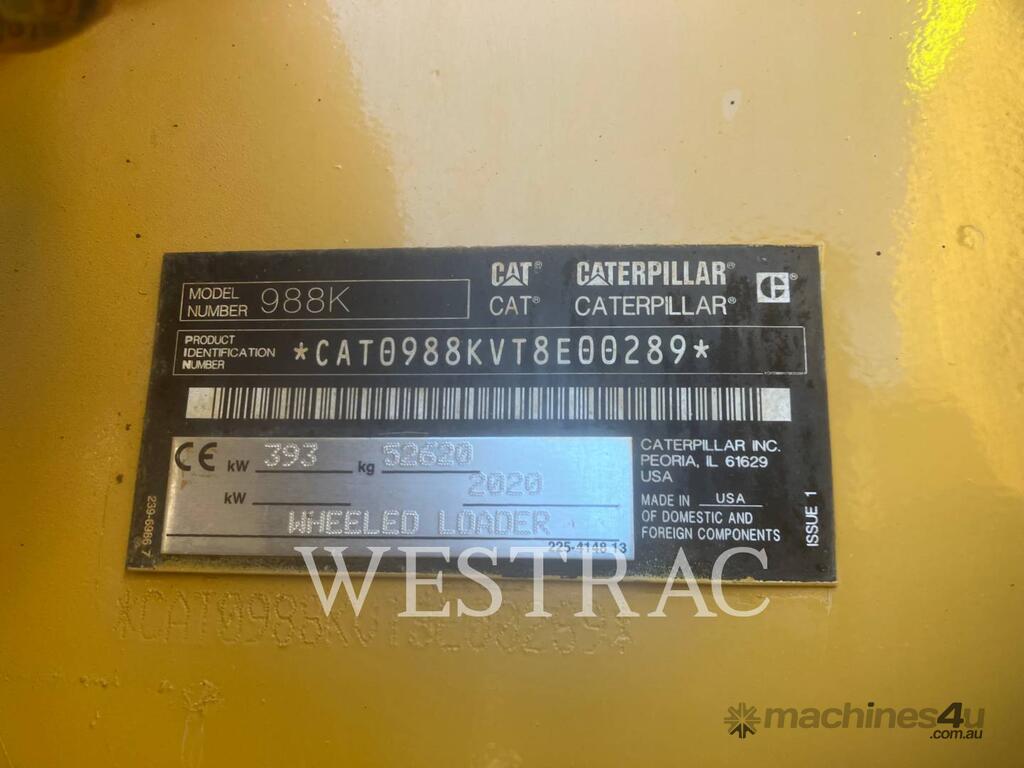 CAT® CATERPILLAR®
MODEL NUMBER 988K
CAT® CATERPILLAR®
PRODUCT IDENTIFICATION NUMBER *CAT0988KVT8E00289*
CE kW 393 kg 52620
kW 2020
WHEELED LOADER
225-4148 13
239-6986 7
CATERPILLAR INC.
PEORIA, IL 61629
USA
MADE IN USA
OF DOMESTIC AND
FOREIGN COMPONENTS
ISSUE 1
WESTRAC
*CAT0988KVT8E00289*
machines4u
.com.au